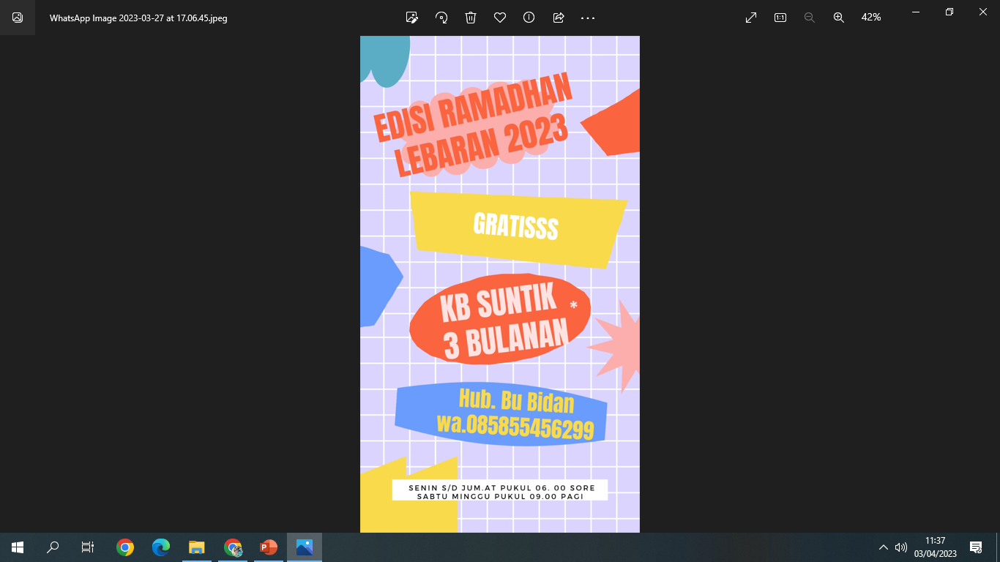 WhatsApp Image 2023-03-27 at 17.06.45.jpeg
42%
EDISI RAMADHAN
LEBARAN 2023
GRATISSS
KB SUNTIK *
3 BULANAN
Hub. Bu Bidan
wa.085855456299
SENIN S/D JUM.AT PUKUL 06. 00 SORE
SABTU MINGGU PUKUL 09.00 PAGI
11:37
03/04/2023